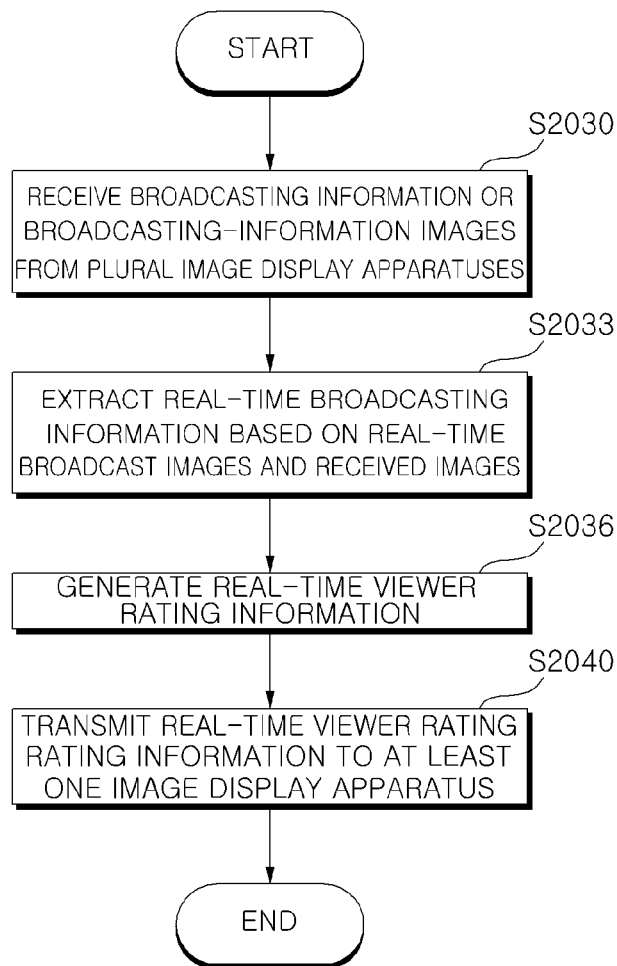 START
S2030
RECEIVE BROADCASTING INFORMATION OR
BROADCASTING-INFORMATION IMAGES
FROM PLURAL IMAGE DISPLAY APPARATUSES
S2033
EXTRACT REAL-TIME BROADCASTING
INFORMATION BASED ON REAL-TIME
BROADCAST IMAGES AND RECEIVED IMAGES
S2036
GENERATE REAL-TIME VIEWER
RATING INFORMATION
S2040
TRANSMIT REAL-TIME VIEWER RATING
RATING INFORMATION TO AT LEAST
ONE IMAGE DISPLAY APPARATUS
END